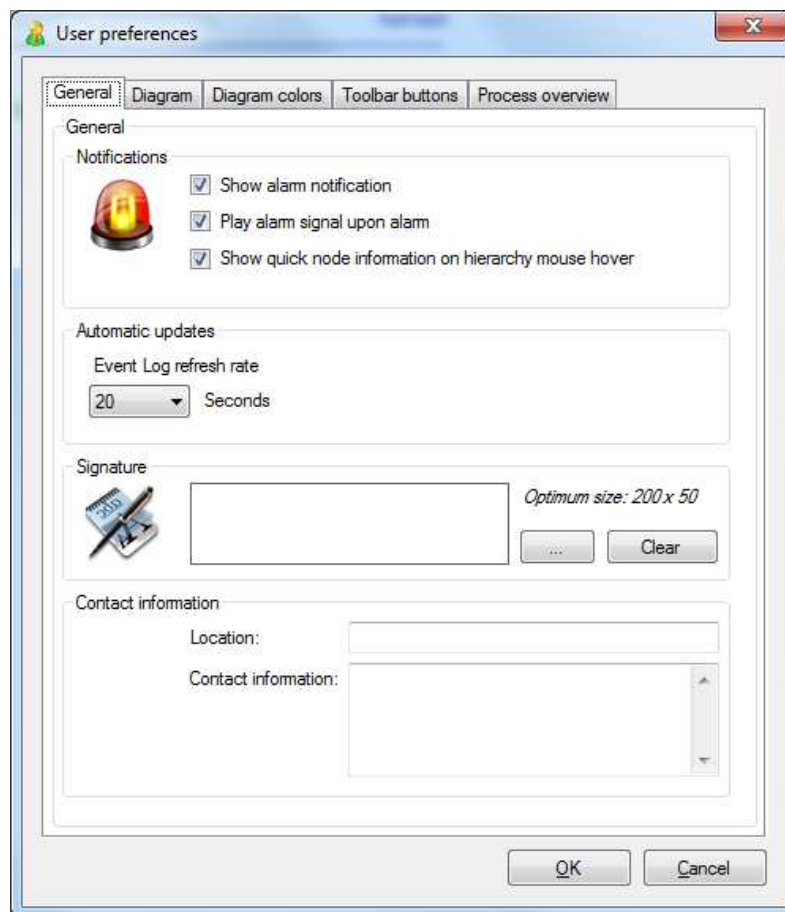 User preferences
General
Diagram
Diagram colors
Toolbar buttons
Process overview
General
Notifications
Show alarm notification
Play alarm signal upon alarm
Show quick node information on hierarchy mouse hover
Automatic updates
Event Log refresh rate
20 Seconds
Signature
Optimum size: 200 x 50
... Clear
Contact information
Location:
Contact information:
OK Cancel